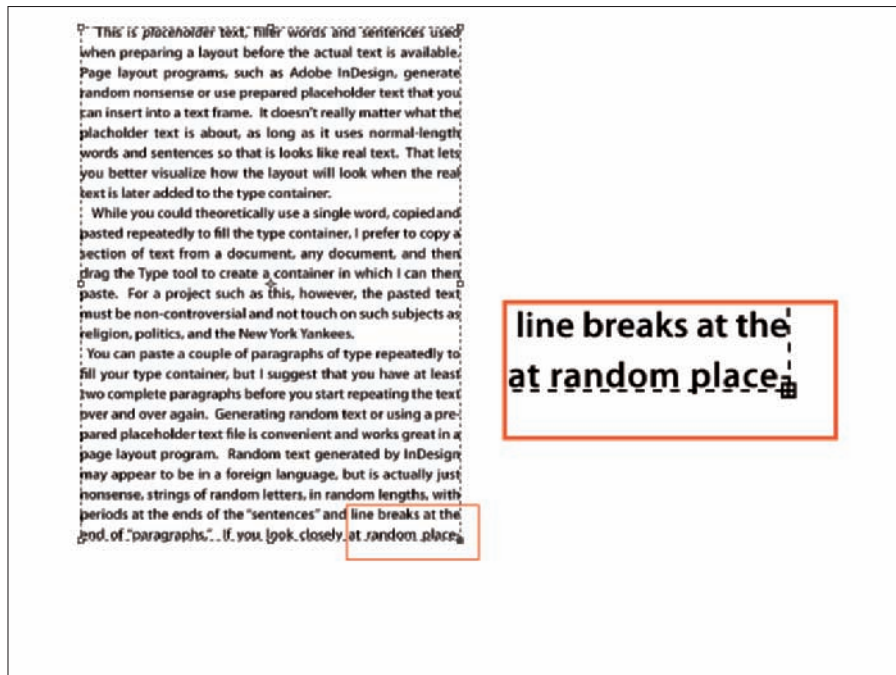 This is placeholder text, filler words and sentences used
when preparing a layout before the actual text is available.
Page layout programs, such as Adobe InDesign, generate
random nonsense or use prepared placeholder text that you
can insert into a text frame. It doesn't really matter what the
placholder text is about, as long as it uses normal-length
words and sentences so that is looks like real text. That lets
you better visualize how the layout will look when the real
text is later added to the type container.
While you could theoretically use a single word, copied and
pasted repeatedly to fill the type container, I prefer to copy a
section of text from a document, any document, and then
drag the Type tool to create a container in which I can then
paste. For a project such as this, however, the pasted text
must be non-controversial and not touch on such subjects as
religion, politics, and the New York Yankees.
You can paste a couple of paragraphs of type repeatedly to
fill your type container, but I suggest that you have at least
two complete paragraphs before you start repeating the text
over and over again. Generating random text or using a pre-
pared placeholder text file is convenient and works great in a
page layout program. Random text generated by InDesign
may appear to be in a foreign language, but is actually just
nonsense, strings of random letters, in random lengths, with
periods at the ends of the "sentences" and line breaks at the
end of "paragraphs." If you look closely at random place
line breaks at the
at random place